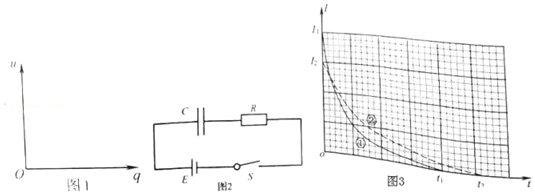 u
O
q
图1
C
R
E
S
图2
I
I₁
I₂
②
①
o
t₁
t₂
t
图3